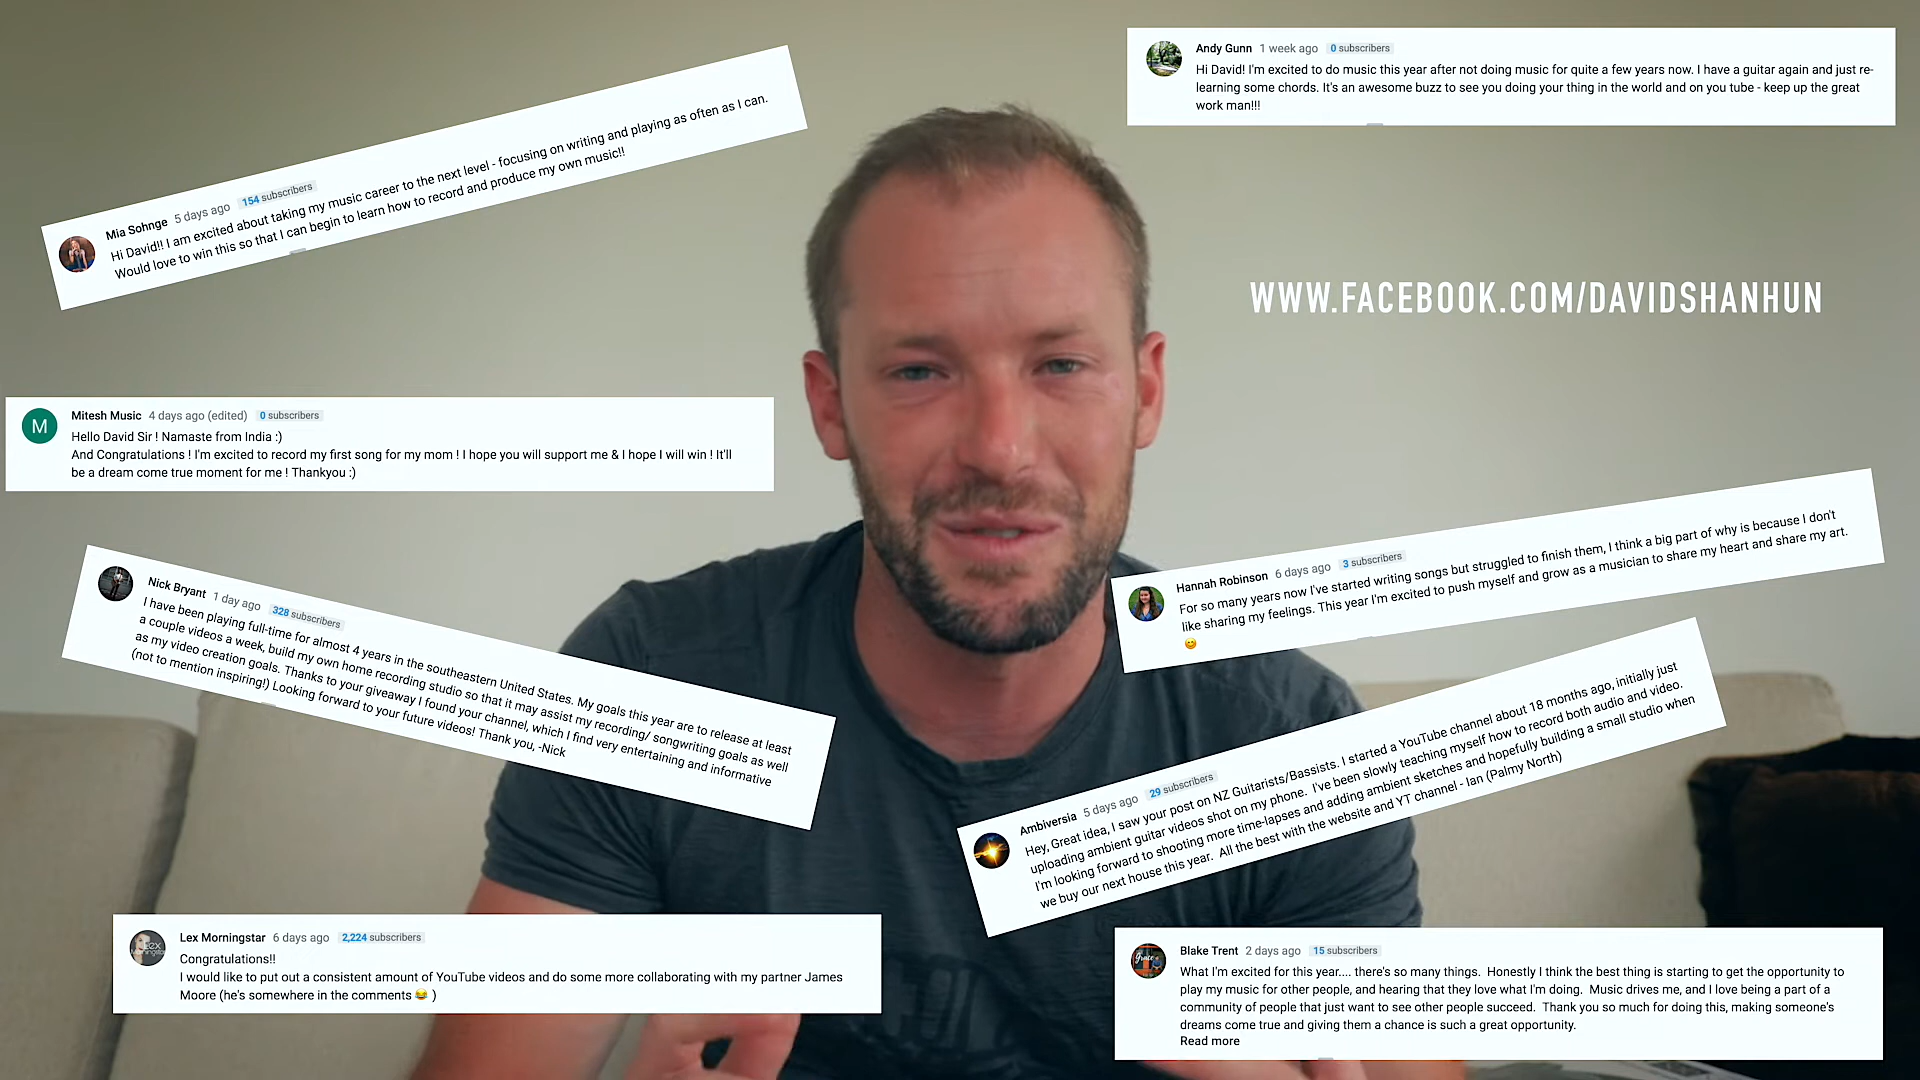 Andy Gunn 1 week ago 0 subscribers
Hi David! I'm excited to do music this year after not doing music for quite a few years now. I have a guitar again and just re-
learning some chords. It's an awesome buzz to see you doing your thing in the world and on you tube - keep up the great
work man!!!
Mia Sohnge 5 days ago 154 subscribers
Hi David!! I am excited about taking my music career to the next level - focusing on writing and playing as often as I can.
Would love to win this so that I can begin to learn how to record and produce my own music!!
WWW.FACEBOOK.COM/DAVIDSHANHUN
M
Mitesh Music 4 days ago (edited) 0 subscribers
Hello David Sir ! Namaste from India :)
And Congratulations ! I'm excited to record my first song for my mom ! I hope you will support me & I hope I will win ! It'll
be a dream come true moment for me ! Thankyou :)
Hannah Robinson 6 days ago 3 subscribers
For so many years now I've started writing songs but struggled to finish them, I think a big part of why is because I don't
like sharing my feelings. This year I'm excited to push myself and grow as a musician to share my heart and share my art.
😊
Nick Bryant 1 day ago 328 subscribers
I have been playing full-time for almost 4 years in the southeastern United States. My goals this year are to release at least
a couple videos a week, build my own home recording studio so that it may assist my recording/ songwriting goals as well
as my video creation goals. Thanks to your giveaway I found your channel, which I find very entertaining and informative
(not to mention inspiring!) Looking forward to your future videos! Thank you, -Nick
Ambiversia 5 days ago 29 subscribers
Hey, Great idea, I saw your post on NZ Guitarists/Bassists. I started a YouTube channel about 18 months ago, initially just
uploading ambient guitar videos shot on my phone. I've been slowly teaching myself how to record both audio and video.
I'm looking forward to shooting more time-lapses and adding ambient sketches and hopefully building a small studio when
we buy our next house this year. All the best with the website and YT channel - Ian (Palmy North)
Lex Morningstar 6 days ago 2,224 subscribers
Congratulations!!
I would like to put out a consistent amount of YouTube videos and do some more collaborating with my partner James
Moore (he's somewhere in the comments 😂 )
Blake Trent 2 days ago 15 subscribers
What I'm excited for this year.... there's so many things. Honestly I think the best thing is starting to get the opportunity to
play my music for other people, and hearing that they love what I'm doing. Music drives me, and I love being a part of a
community of people that just want to see other people succeed. Thank you so much for doing this, making someone's
dreams come true and giving them a chance is such a great opportunity.
Read more